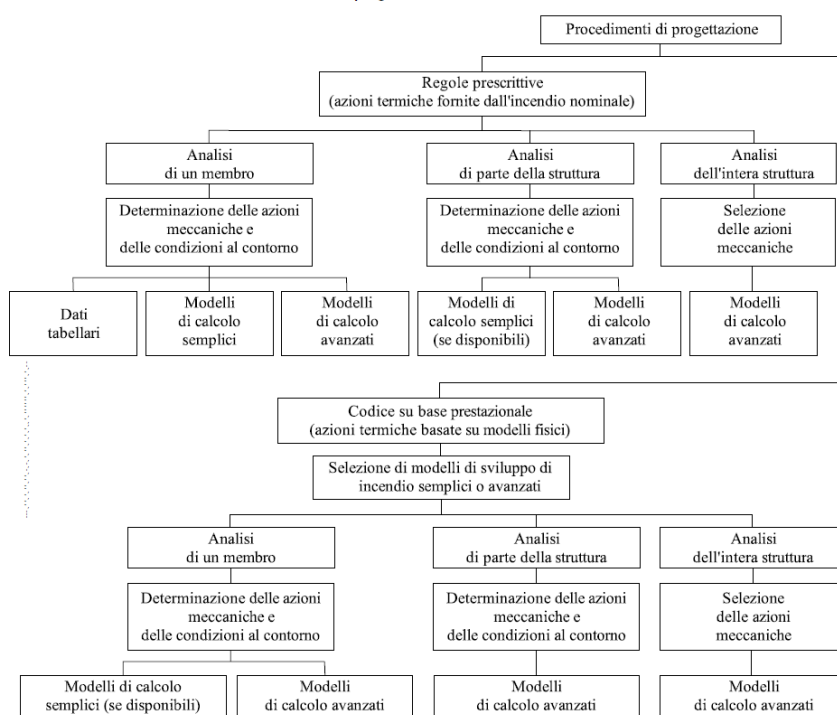 Procedimenti di progettazione
Regole prescrittive
(azioni termiche fornite dall'incendio nominale)
Analisi
di un membro
Analisi
di parte della struttura
Analisi
dell'intera struttura
Determinazione delle azioni
meccaniche e
delle condizioni al contorno
Determinazione delle azioni
meccaniche e
delle condizioni al contorno
Selezione
delle azioni
meccaniche
Dati
tabellari
Modelli
di calcolo
semplici
Modelli
di calcolo
avanzati
Modelli di
calcolo semplici
(se disponibili)
Modelli
di calcolo
avanzati
Modelli
di calcolo
avanzati
Codice su base prestazionale
(azioni termiche basate su modelli fisici)
Selezione di modelli di sviluppo di
incendio semplici o avanzati
Analisi
di un membro
Analisi
di parte della struttura
Analisi
dell'intera struttura
Determinazione delle azioni
meccaniche e
delle condizioni al contorno
Determinazione delle azioni
meccaniche e
delle condizioni al contorno
Selezione
delle azioni
meccaniche
Modelli di calcolo
semplici (se disponibili)
Modelli
di calcolo avanzati
Modelli
di calcolo avanzati
Modelli
di calcolo avanzati